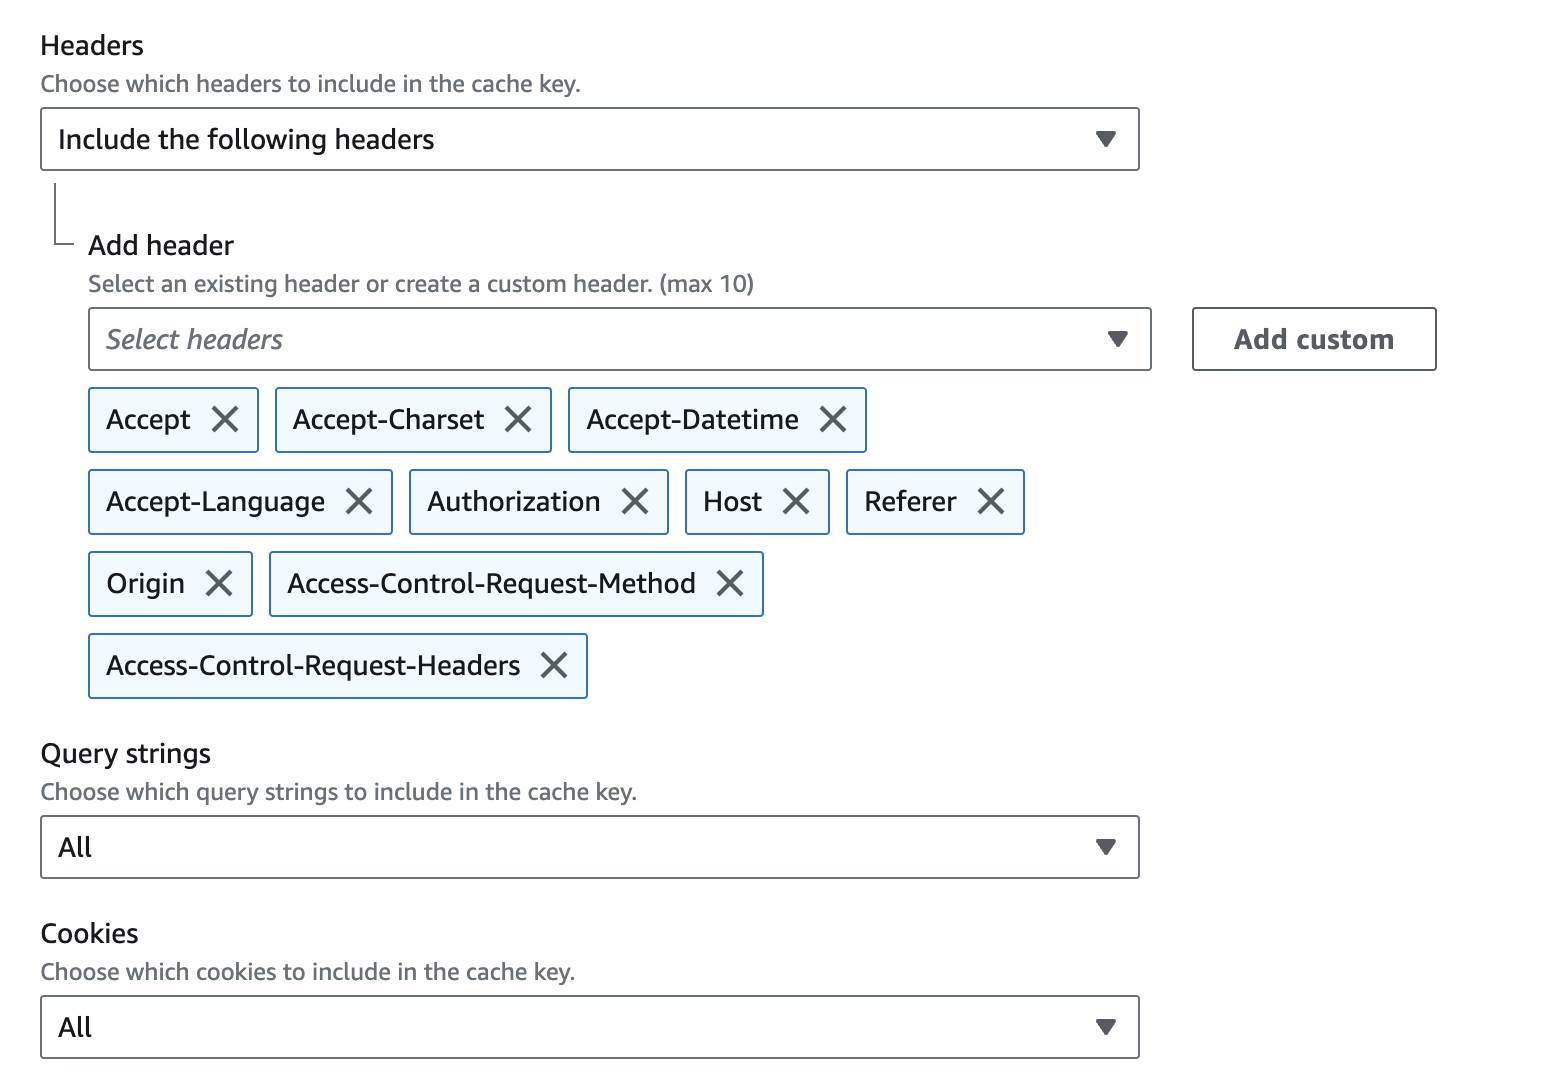 Headers
Choose which headers to include in the cache key.
Include the following headers
Add header
Select an existing header or create a custom header. (max 10)
Select headers
Add custom
Accept Accept-Charset Accept-Datetime
Accept-Language Authorization Host Referer
Origin Access-Control-Request-Method
Access-Control-Request-Headers
Query strings
Choose which query strings to include in the cache key.
All
Cookies
Choose which cookies to include in the cache key.
All